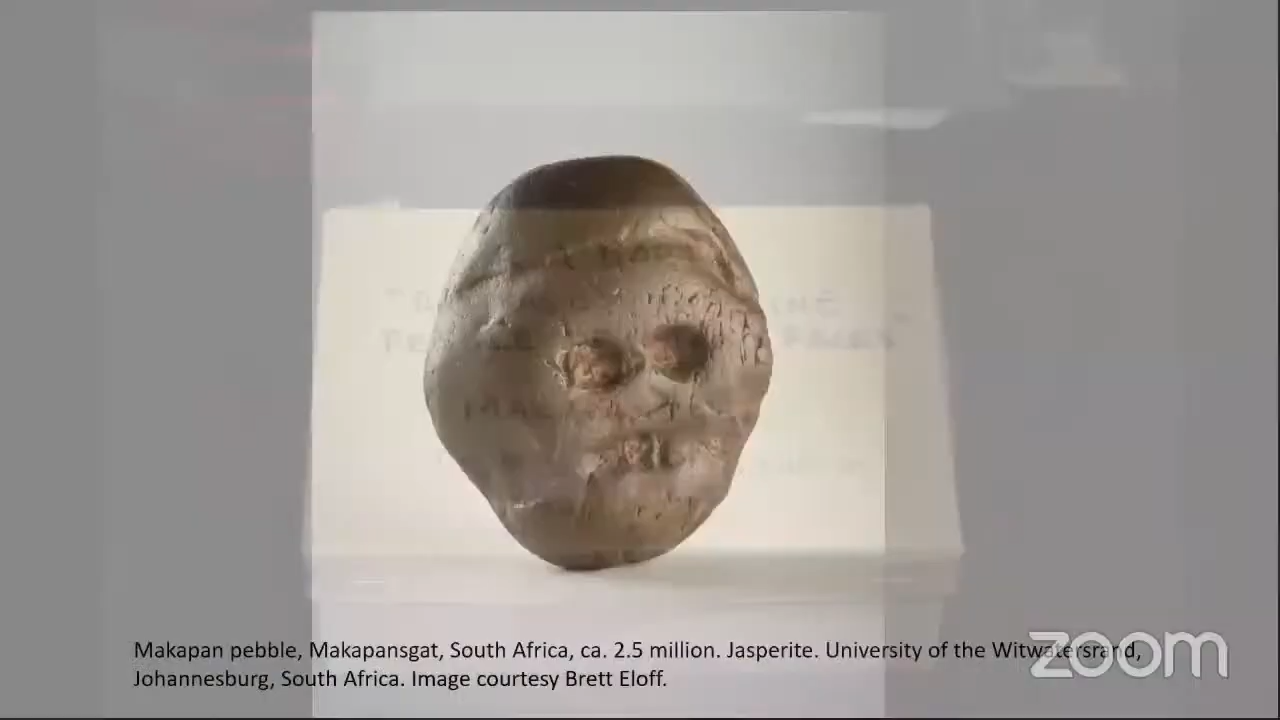 Makapan pebble, Makapansgat, South Africa, ca. 2.5 million. Jasperite. University of the Witwatersrand,
Johannesburg, South Africa. Image courtesy Brett Eloff.
zoom